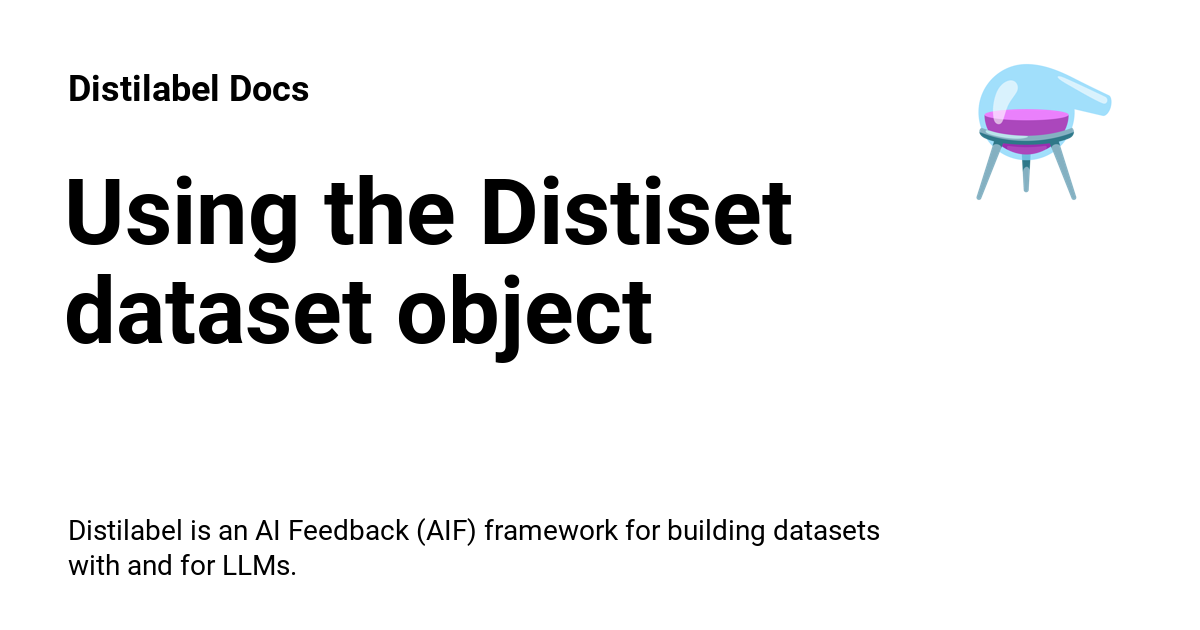 Distilabel Docs
Using the Distiset
dataset object
Distilabel is an AI Feedback (AIF) framework for building datasets
with and for LLMs.